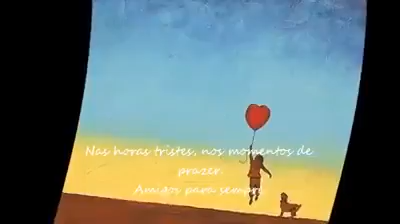 Nas horas tristes, nos momentos de
prazer.
Amigos para sempre